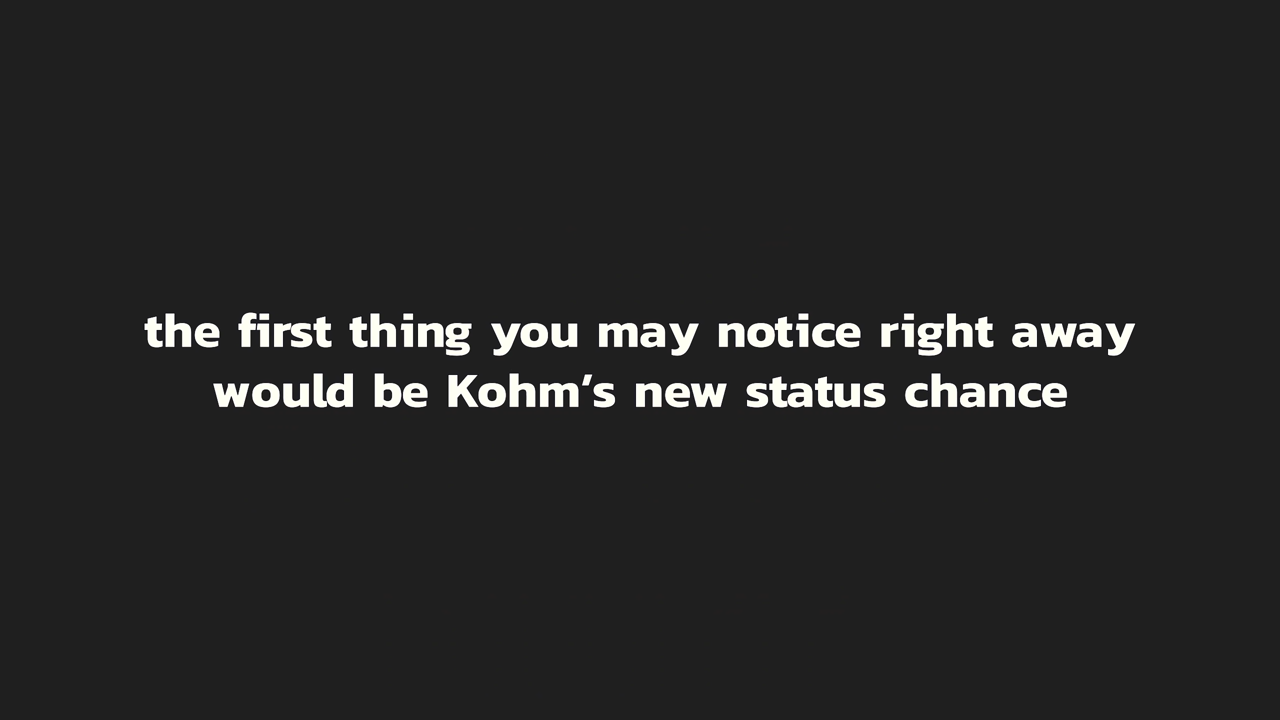 the first thing you may notice right away
would be Kohm’s new status chance